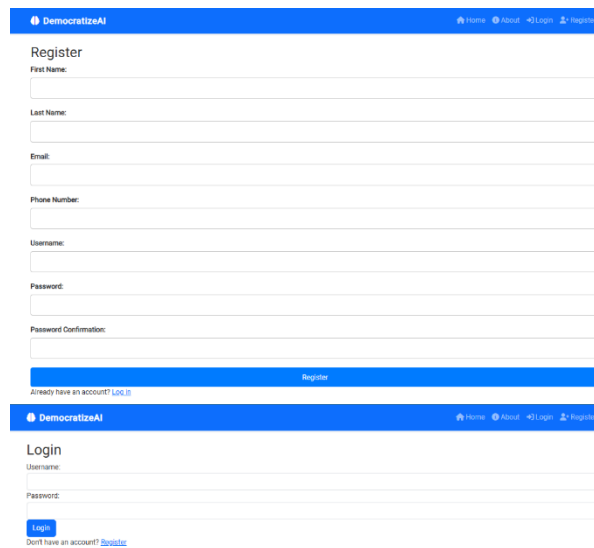 DemocratizeAI Home About Login Register
Register
First Name:
Last Name:
Email:
Phone Number:
Username:
Password:
Password Confirmation:
Register
Already have an account? Log in
DemocratizeAI Home About Login Register
Login
Username:
Password:
Login
Don't have an account? Register